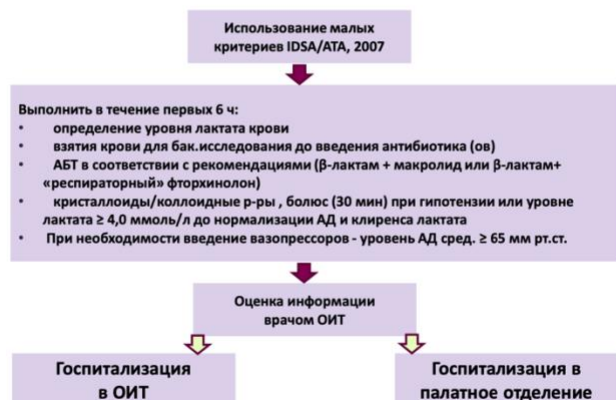 Использование малых
критериев IDSA/ATA, 2007
Выполнить в течение первых 6 ч:
• определение уровня лактата крови
• взятия крови для бак.исследования до введения антибиотика (ов)
• АБТ в соответствии с рекомендациями (β-лактам + макролид или β-лактам+
«респираторный» фторхинолон)
• кристаллоиды/коллоидные р-ры , болюс (30 мин) при гипотензии или уровне
лактата ≥ 4,0 ммоль/л до нормализации АД и клиренса лактата
• При необходимости введение вазопрессоров - уровень АД сред. ≥ 65 мм рт.ст.
Оценка информации
врачом ОИТ
Госпитализация
в ОИТ
Госпитализация в
палатное отделение